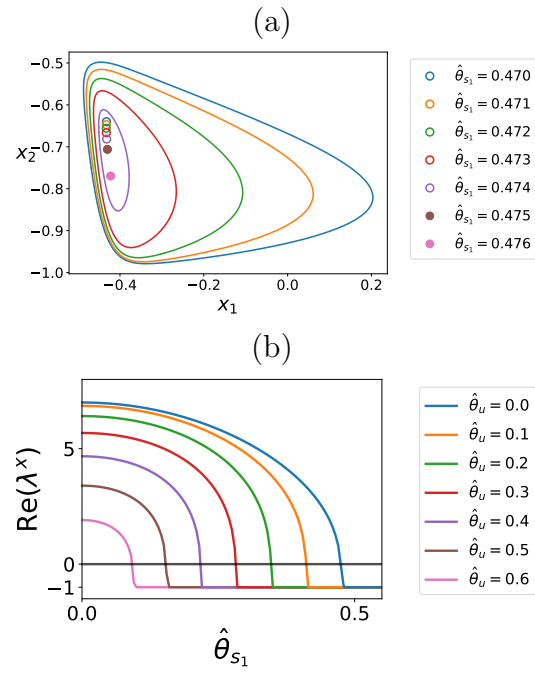 (a)
−0.5
−0.6
−0.7
−0.8
−0.9
−1.0
x₂
−0.4
−0.2
0.0
0.2
x₁
θ̂ₛ₁ = 0.470
θ̂ₛ₁ = 0.471
θ̂ₛ₁ = 0.472
θ̂ₛ₁ = 0.473
θ̂ₛ₁ = 0.474
θ̂ₛ₁ = 0.475
θ̂ₛ₁ = 0.476
(b)
Re(λˣ)
5
0
−1
0.0
0.5
θ̂ₛ₁
θ̂ᵤ = 0.0
θ̂ᵤ = 0.1
θ̂ᵤ = 0.2
θ̂ᵤ = 0.3
θ̂ᵤ = 0.4
θ̂ᵤ = 0.5
θ̂ᵤ = 0.6